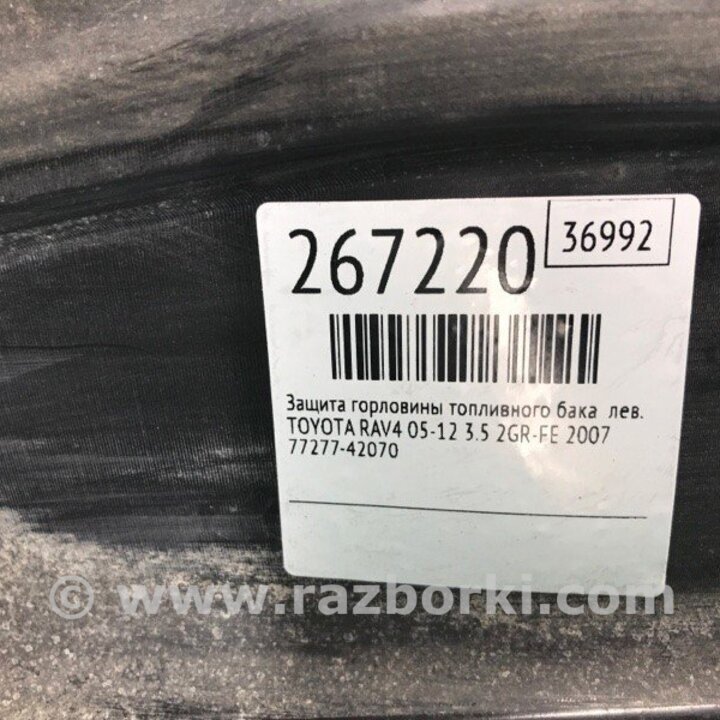 267220
36992
Защита горловины топливного бака лев.
TOYOTA RAV4 05-12 3.5 2GR-FE 2007
77277-42070
© www.razborki.com